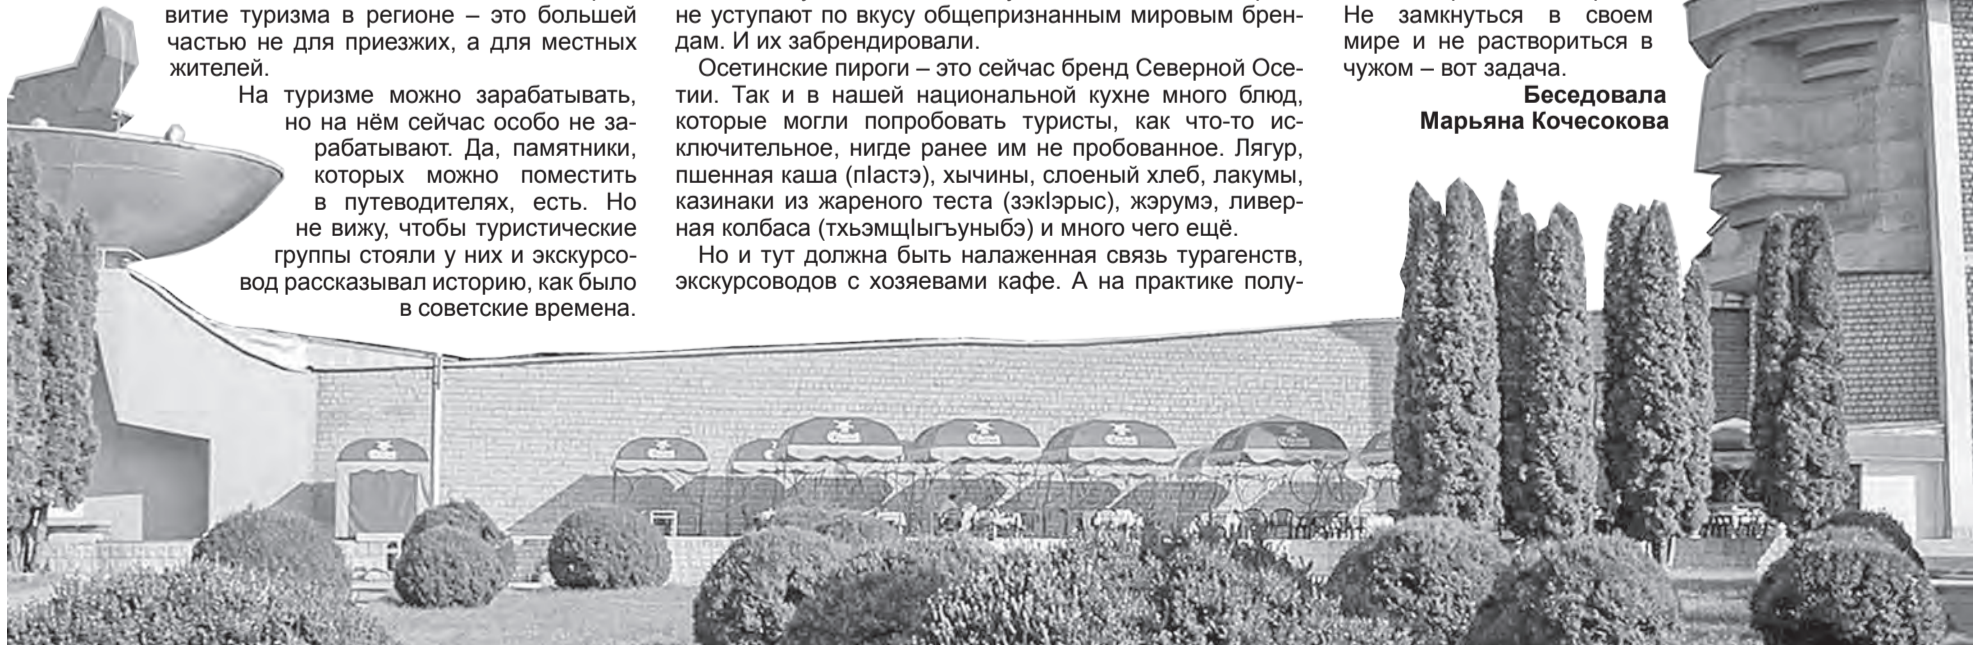 витие туризма в регионе – это большей
частью не для приезжих, а для местных
жителей.
На туризме можно зарабатывать,
но на нём сейчас особо не за-
рабатывают. Да, памятники,
которых можно поместить
в путеводителях, есть. Но
не вижу, чтобы туристические
группы стояли у них и экскурсо-
вод рассказывал историю, как было
в советские времена.
не уступают по вкусу общепризнанным мировым брен-
дам. И их забрендировали.
Осетинские пироги – это сейчас бренд Северной Осе-
тии. Так и в нашей национальной кухне много блюд,
которые могли попробовать туристы, как что-то ис-
ключительное, нигде ранее им не пробованное. Лягур,
пшенная каша (пIастэ), хычины, слоеный хлеб, лакумы,
казинаки из жареного теста (зэкIэрыс), жэрумэ, ливер-
ная колбаса (тхьэмщIыгъуныбэ) и много чего ещё.
Но и тут должна быть налаженная связь турагенств,
экскурсоводов с хозяевами кафе. А на практике полу-
Не замкнуться в своем
мире и не раствориться в
чужом – вот задача.
Беседовала
Марьяна Кочесокова